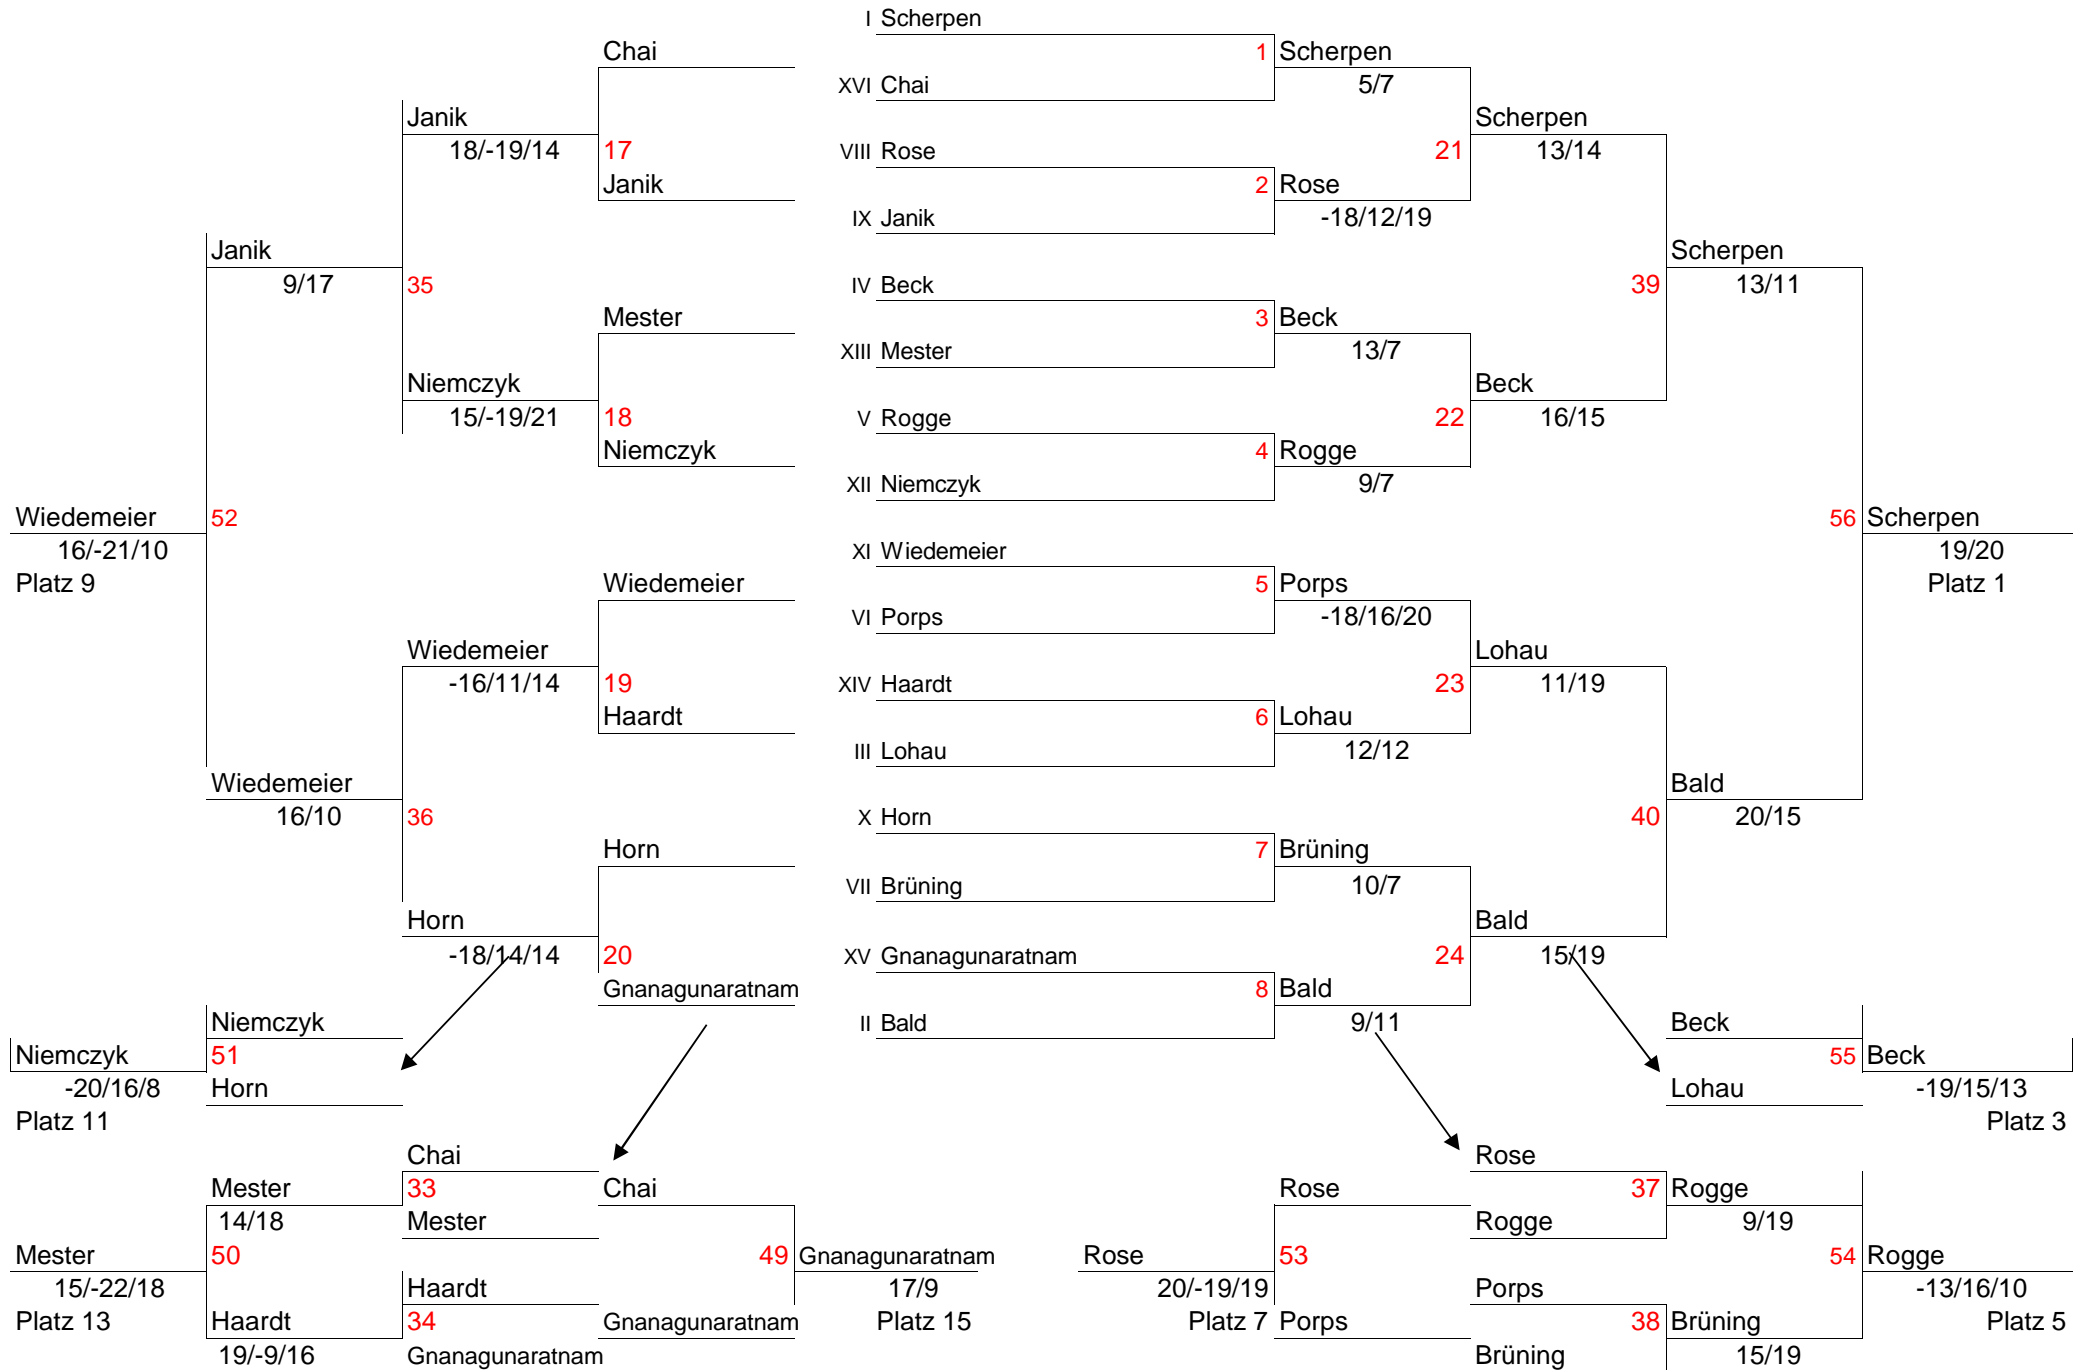 I Scherpen
Chai 1 Scherpen
XVI Chai 5/7
Janik Scherpen
18/-19/14 17 VIII Rose 21 13/14
Janik 2 Rose
IX Janik -18/12/19
Janik Scherpen
9/17 35 IV Beck 39 13/11
Mester 3 Beck
XIII Mester 13/7
Niemczyk Beck
15/-19/21 18 V Rogge 22 16/15
Niemczyk 4 Rogge
XII Niemczyk 9/7
Wiedemeier 52 56 Scherpen
16/-21/10 XI Wiedemeier 19/20
Platz 9 Wiedemeier 5 Porps Platz 1
VI Porps -18/16/20
Wiedemeier Lohau
-16/11/14 19 XIV Haardt 23 11/19
Haardt 6 Lohau
III Lohau 12/12
Wiedemeier Bald
16/10 36 X Horn 40 20/15
Horn 7 Brüning
VII Brüning 10/7
Horn Bald
-18/14/14 20 XV Gnanagunaratnam 24 15/19
Gnanagunaratnam 8 Bald
Niemczyk II Bald 9/11 Beck
Niemczyk 51 55 Beck
-20/16/8 Horn Lohau -19/15/13
Platz 11 Platz 3
Chai Rose
Mester 33 Chai Rose 37 Rogge
14/18 Mester Rogge 9/19
Mester 50 49 Gnanagunaratnam Rose 53 54 Rogge
15/-22/18 Haardt 17/9 20/-19/19 Porps -13/16/10
Platz 13 Haardt 34 Gnanagunaratnam Platz 15 Platz 7 Porps 38 Brüning Platz 5
19/-9/16 Gnanagunaratnam Brüning 15/19